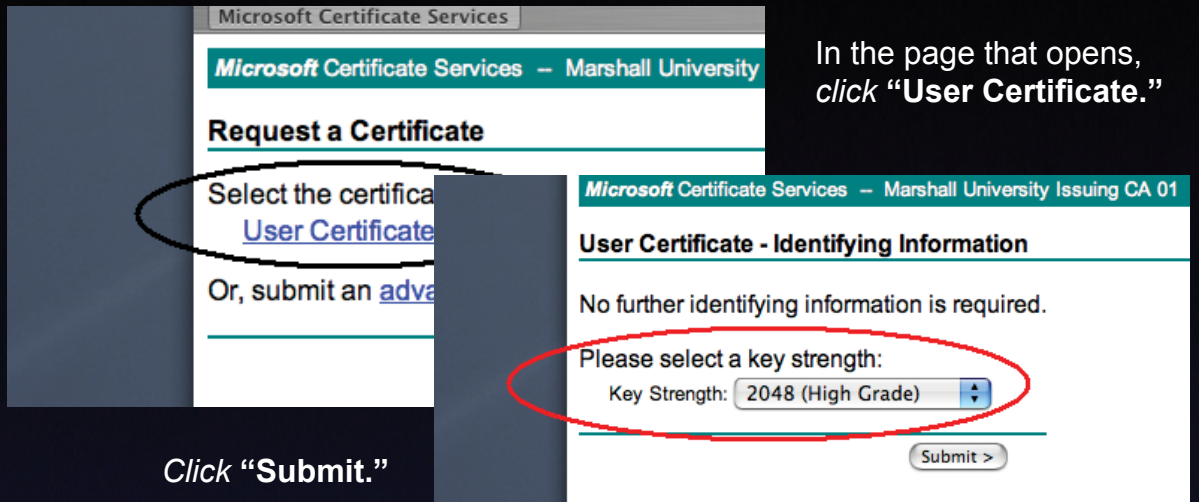 Microsoft Certificate Services
Microsoft Certificate Services -- Marshall University
Request a Certificate
Select the certifica
User Certificate
Or, submit an adva
In the page that opens,
click “User Certificate.”
Microsoft Certificate Services -- Marshall University Issuing CA 01
User Certificate - Identifying Information
No further identifying information is required.
Please select a key strength:
Key Strength: 2048 (High Grade)
Submit >
Click “Submit.”